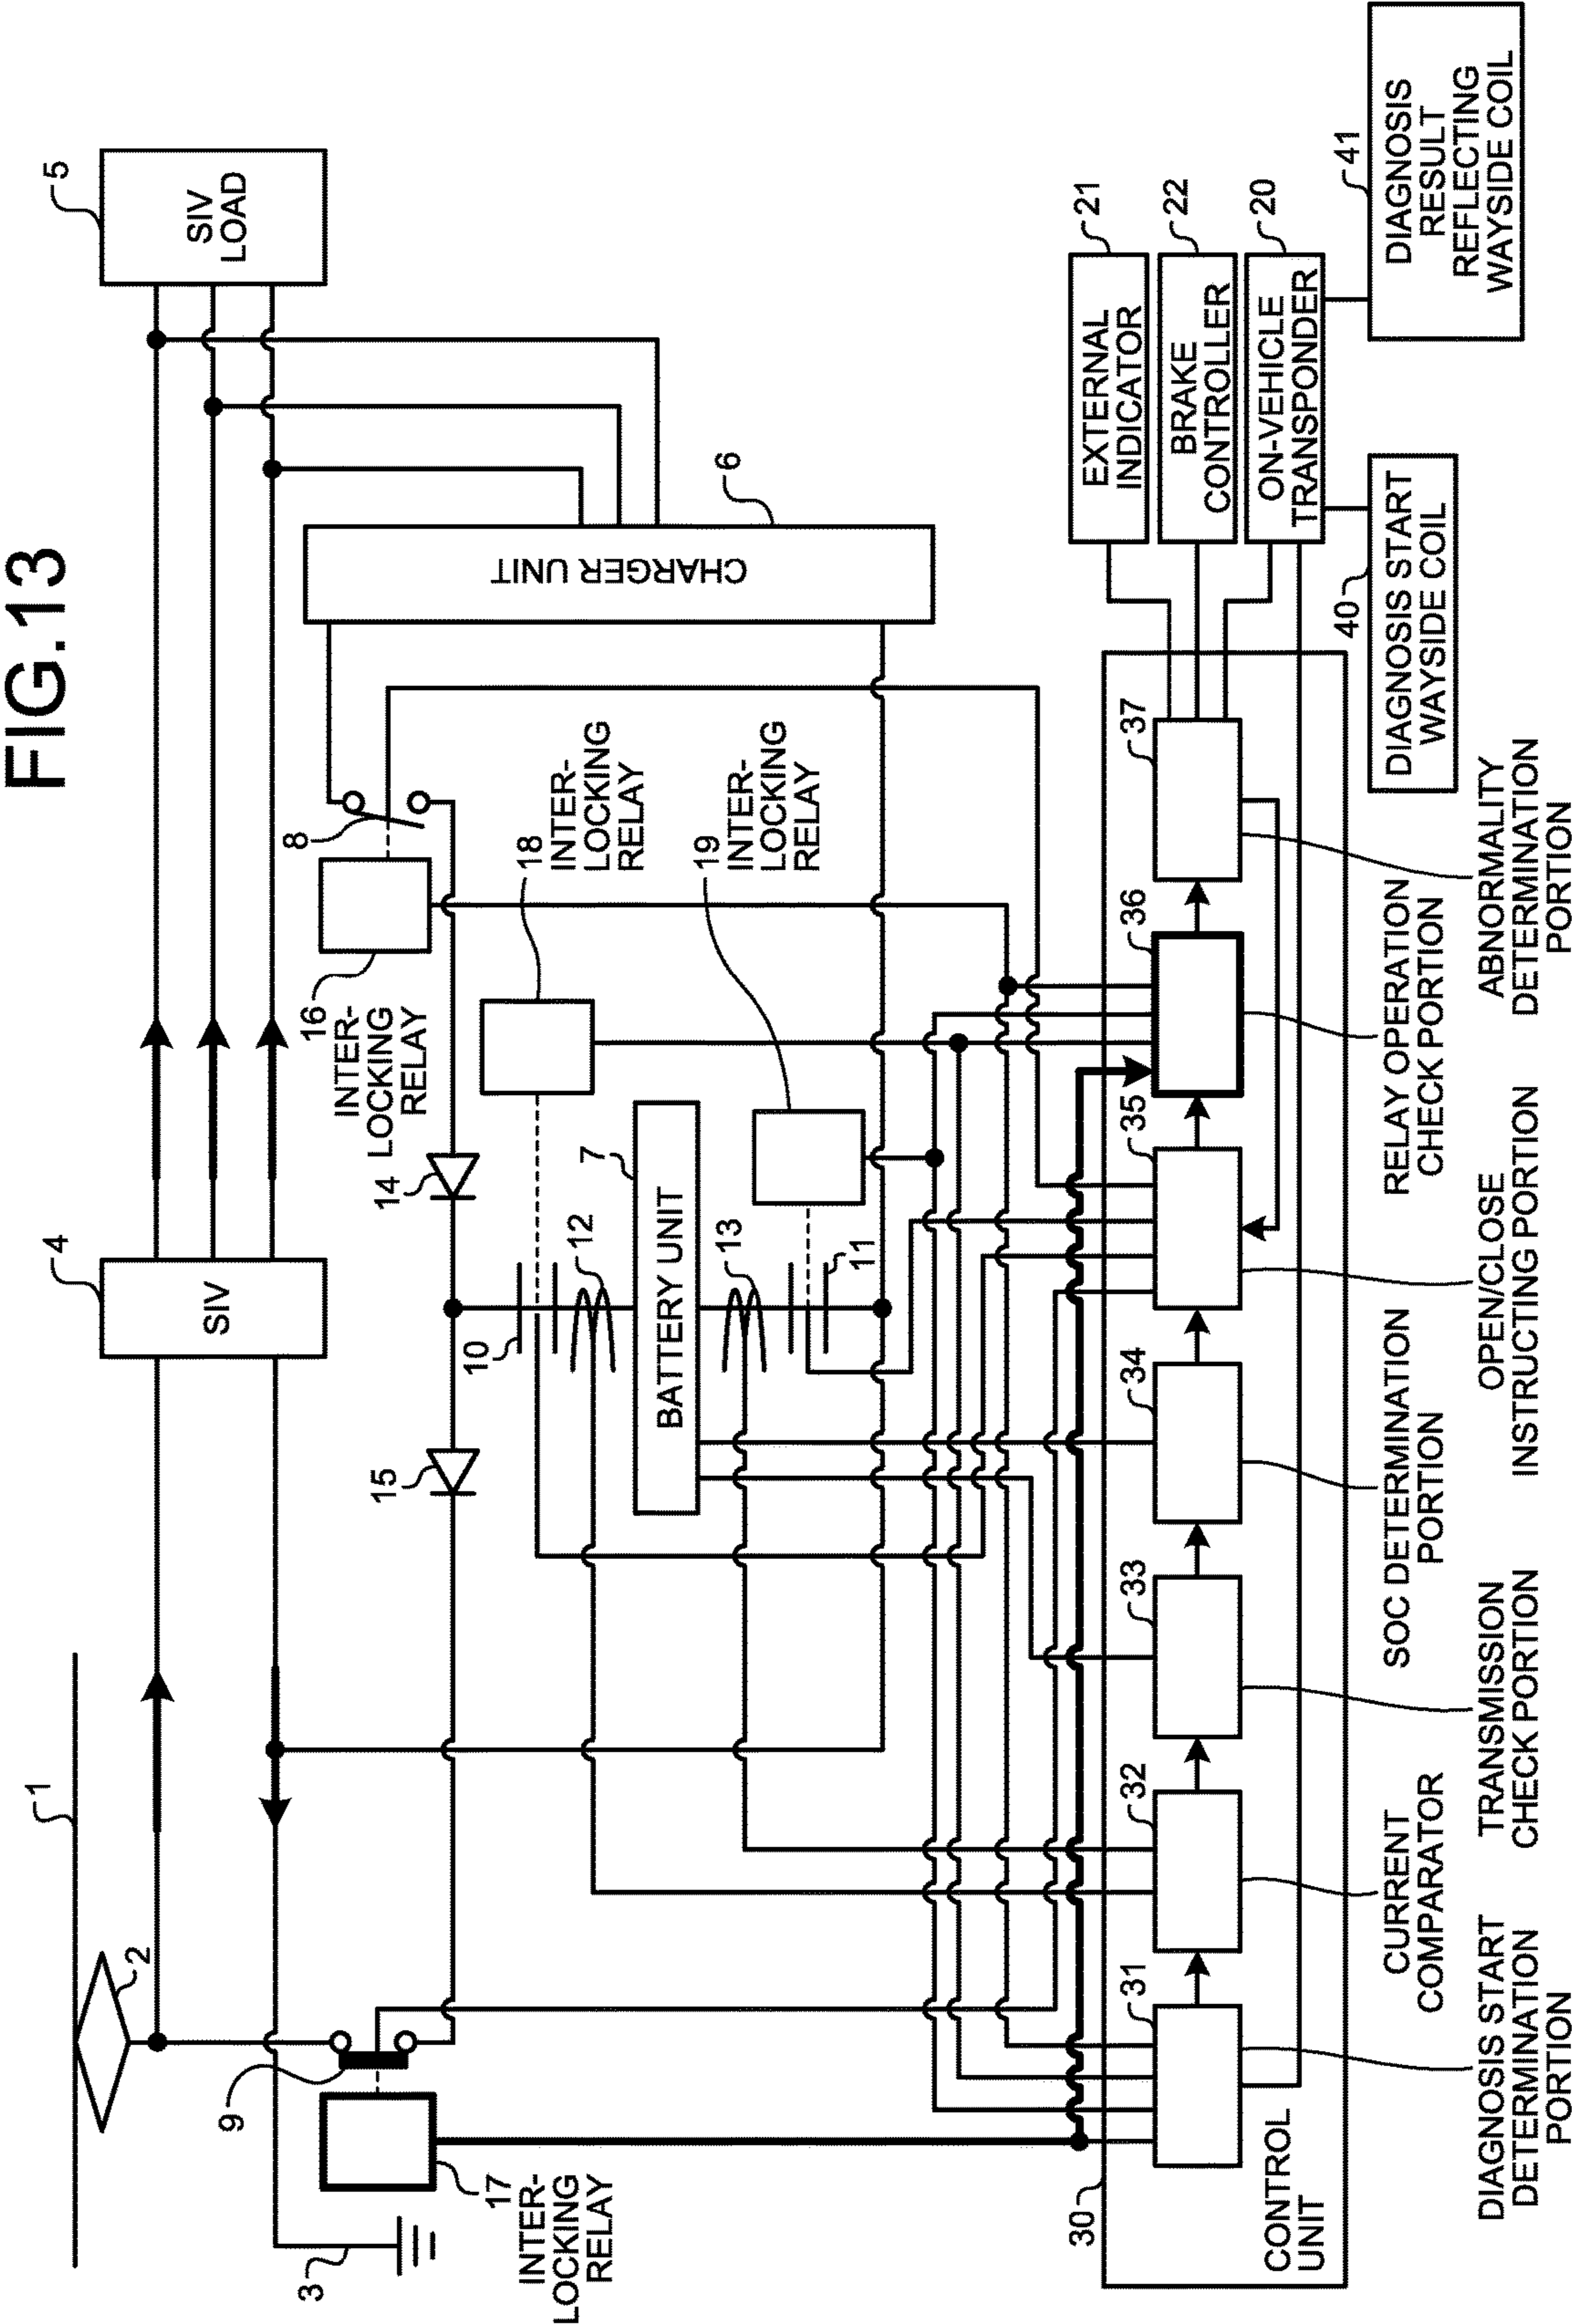 FIG.13
1
2
3
4
SIV
5
SIV
LOAD
6
CHARGER UNIT
8
9
16
INTER-
LOCKING
RELAY
17
INTER-
LOCKING
RELAY
18
INTER-
LOCKING
RELAY
19
INTER-
LOCKING
RELAY
14
15
10
12
7
BATTERY UNIT
13
11
21
EXTERNAL
INDICATOR
22
BRAKE
CONTROLLER
20
ON-VEHICLE
TRANSPONDER
40
DIAGNOSIS START
WAYSIDE COIL
41
DIAGNOSIS
RESULT
REFLECTING
WAYSIDE COIL
30
CONTROL
UNIT
31
32
33
34
35
36
37
DIAGNOSIS START
DETERMINATION
PORTION
CURRENT
COMPARATOR
TRANSMISSION
CHECK PORTION
SOC DETERMINATION
PORTION
OPEN/CLOSE
INSTRUCTING PORTION
RELAY OPERATION
CHECK PORTION
ABNORMALITY
DETERMINATION
PORTION